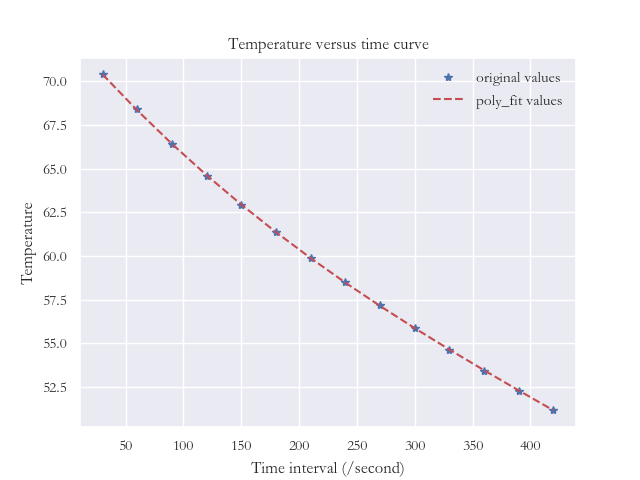 Temperature versus time curve
original values
poly_fit values
Temperature
70.0
67.5
65.0
62.5
60.0
57.5
55.0
52.5
50 100 150 200 250 300 350 400
Time interval (/second)